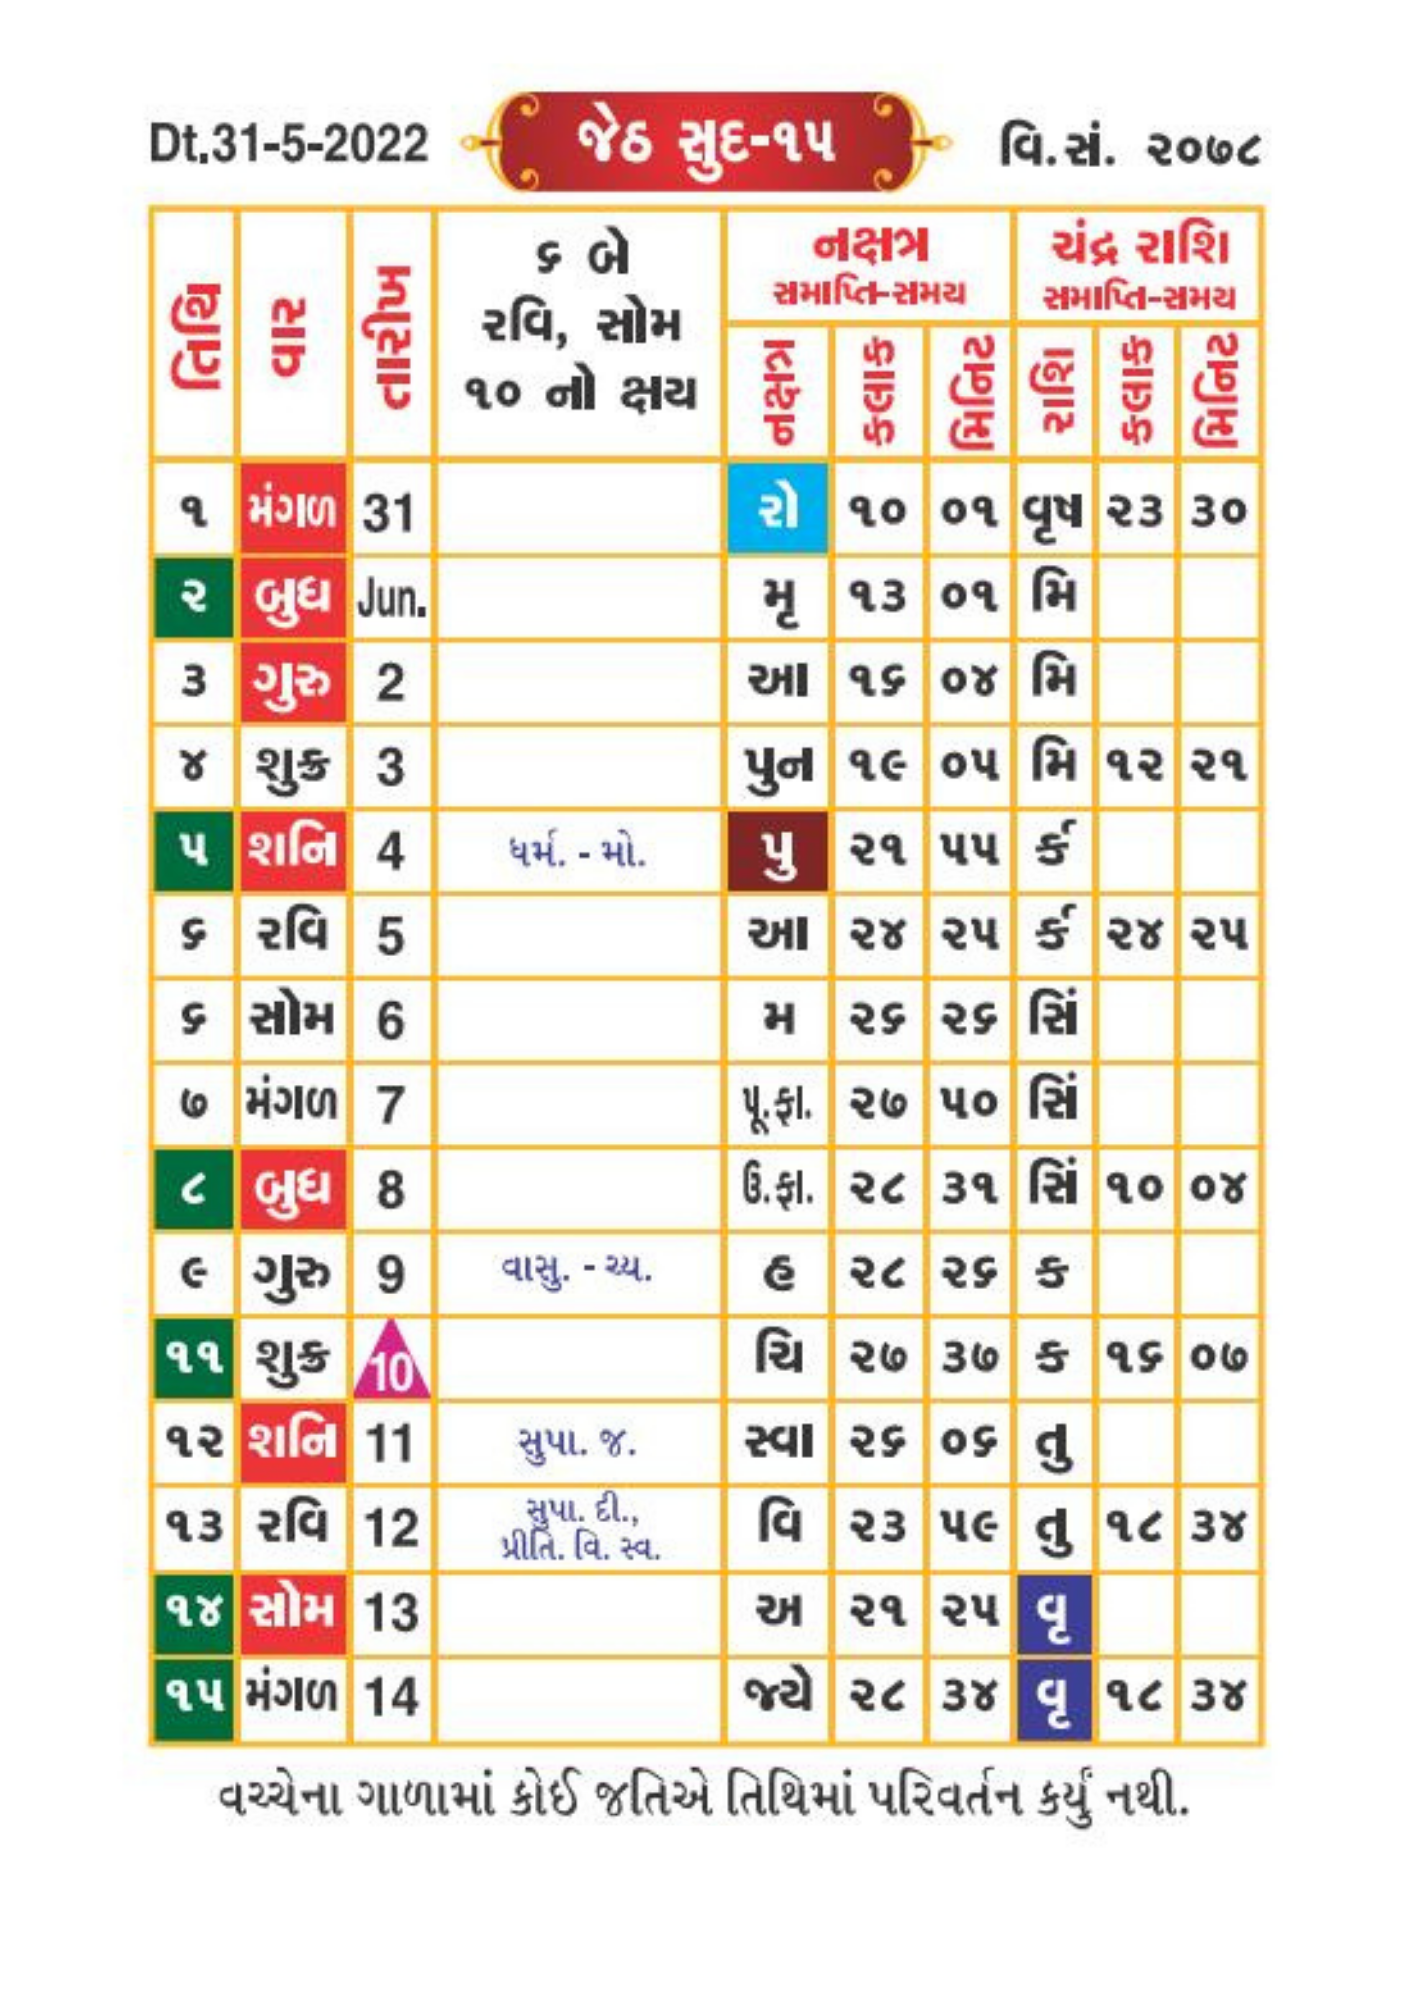 Dt.31-5-2022 જેઠ સુદ-૧૫ વિ.સં. ૨૦૭૮
તિથિ વાર તારીખ ૬ બે રવિ, સોમ ૧૦ નો ક્ષય નક્ષત્ર સમાપ્તિ-સમય ચંદ્ર રાશિ સમાપ્તિ-સમય
નક્ષત્ર કલાક મિનિટ રાશિ કલાક મિનિટ
૧ મંગળ 31 રો ૧૦ ૦૧ વૃષ ૨૩ ૩૦
૨ બુધ Jun. મૃ ૧૩ ૦૧ મિ
૩ ગુરુ 2 આ ૧૬ ૦૪ મિ
૪ શુક્ર 3 પુન ૧૯ ૦૫ મિ ૧૨ ૨૧
૫ શનિ 4 ધર્મ. - મો. પુ ૨૧ ૫૫ ર્ક
૬ રવિ 5 આ ૨૪ ૨૫ ર્ક ૨૪ ૨૫
૬ સોમ 6 મ ૨૬ ૨૬ સિં
૭ મંગળ 7 પૂ.ફા. ૨૭ ૫૦ સિં
૮ બુધ 8 ઉ.ફા. ૨૮ ૩૧ સિં ૧૦ ૦૪
૯ ગુરુ 9 વાસુ. - ચ્ય. હ ૨૮ ૨૬ ક
૧૧ શુક્ર 10 ચિ ૨૭ ૩૭ ક ૧૬ ૦૭
૧૨ શનિ 11 સુપા. જ. સ્વા ૨૬ ૦૬ તુ
૧૩ રવિ 12 સુપા. દી., પ્રીતિ. વિ. સ્વ. વિ ૨૩ ૫૯ તુ ૧૮ ૩૪
૧૪ સોમ 13 અ ૨૧ ૨૫ વૃ
૧૫ મંગળ 14 જ્યે ૨૮ ૩૪ વૃ ૧૮ ૩૪
વચ્ચેના ગાળામાં કોઈ જતિએ તિથિમાં પરિવર્તન કર્યું નથી.